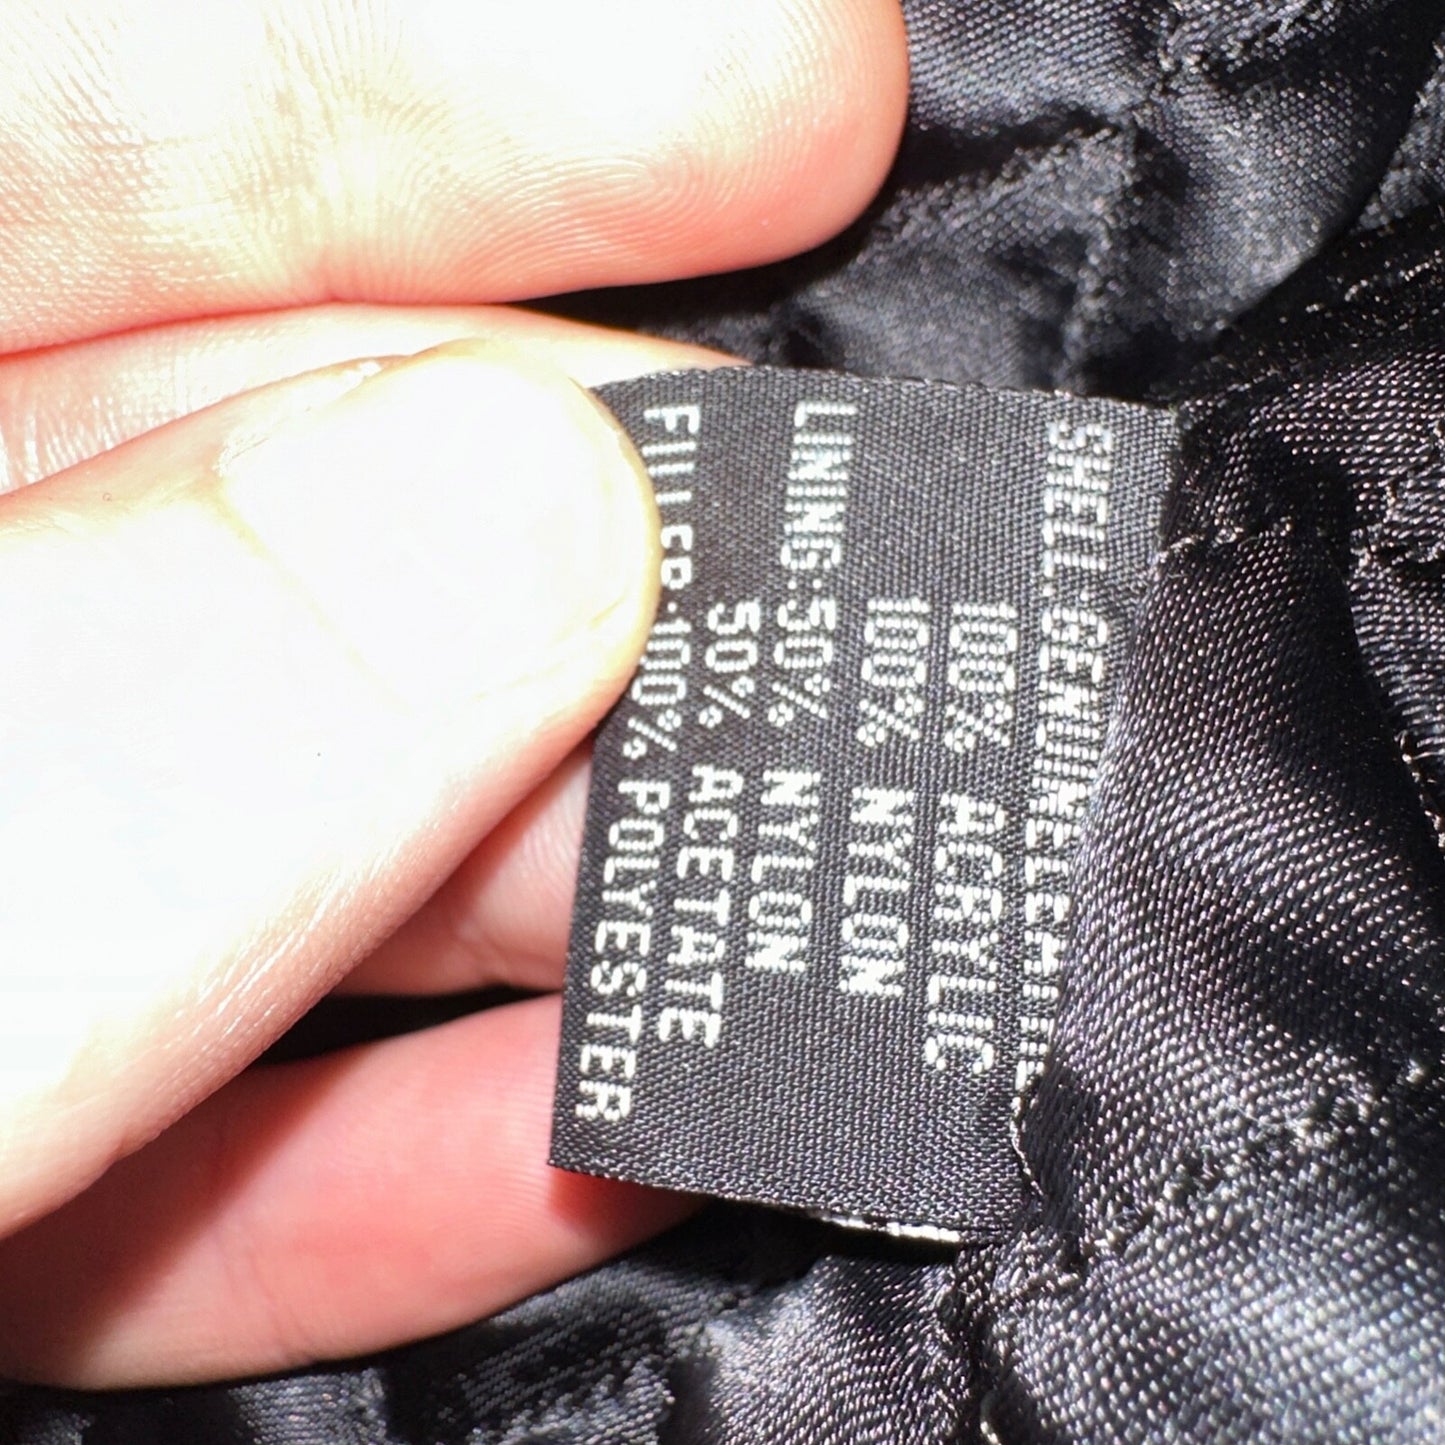 SHELL:GENUINE LEATHER
100% ACRYLIC
100% NYLON
LINING:50% NYLON
50% ACETATE
FILLER:100% POLYESTER